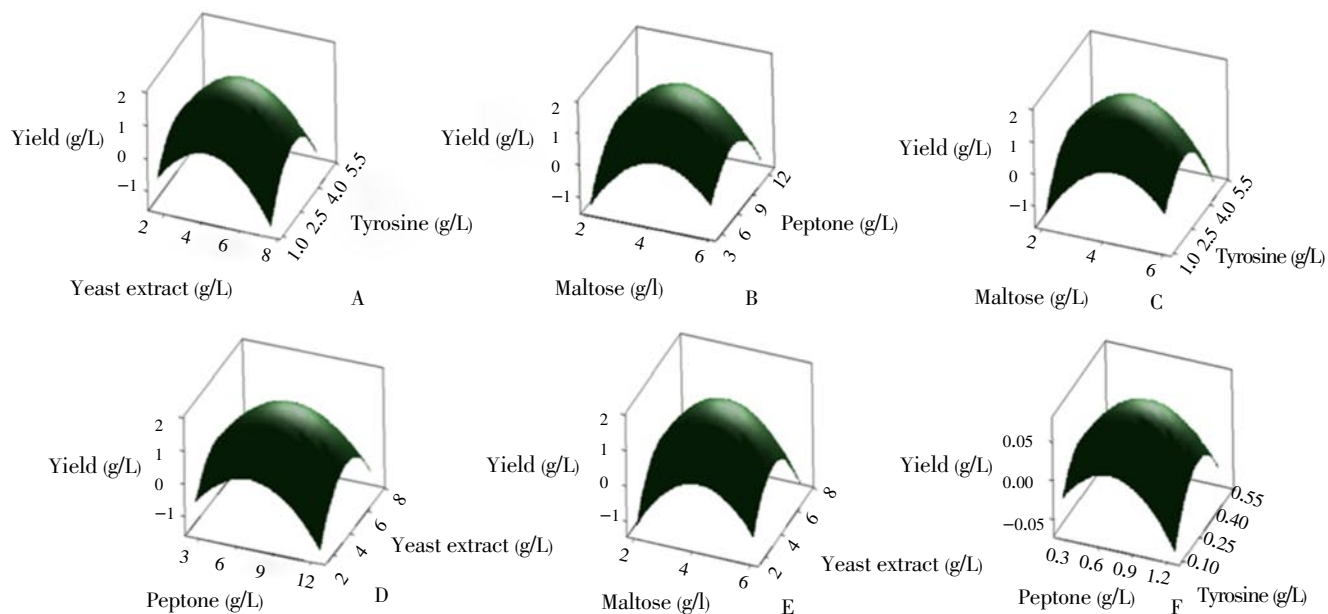 2
1
0
−1
Yield (g/L)
2
4
6
8
Yeast extract (g/L)
1.0
2.5
4.0
5.5
Tyrosine (g/L)
A
2
1
0
−1
Yield (g/L)
2
4
6
Maltose (g/l)
3
6
9
12
Peptone (g/L)
B
2
1
0
−1
Yield (g/L)
2
4
6
Maltose (g/L)
1.0
2.5
4.0
5.5
Tyrosine (g/L)
C
2
1
0
−1
Yield (g/L)
3
6
9
12
Peptone (g/L)
2
4
6
8
Yeast extract (g/L)
D
2
1
0
−1
Yield (g/L)
2
4
6
Maltose (g/l)
2
4
6
8
Yeast extract (g/L)
E
0.05
0.00
−0.05
Yield (g/L)
0.3
0.6
0.9
1.2
Peptone (g/L)
0.10
0.25
0.40
0.55
Tyrosine (g/L)
F